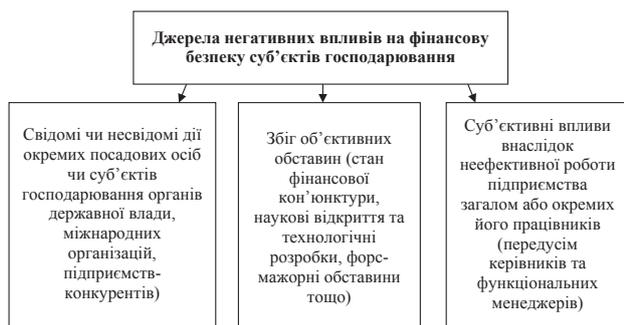 Джерела негативних впливів на фінансову
безпеку суб’єктів господарювання
Свідомі чи несвідомі дії
окремих посадових осіб
чи суб’єктів
господарювання органів
державної влади,
міжнародних
організацій,
підприємств-
конкурентів)
Збіг об’єктивних
обставин (стан
фінансової
кон’юнктури,
наукові відкриття та
технологічні
розробки, форс-
мажорні обставини
тощо)
Суб’єктивні впливи
внаслідок
неефективної роботи
підприємства
загалом або окремих
його працівників
(передусім
керівників та
функціональних
менеджерів)